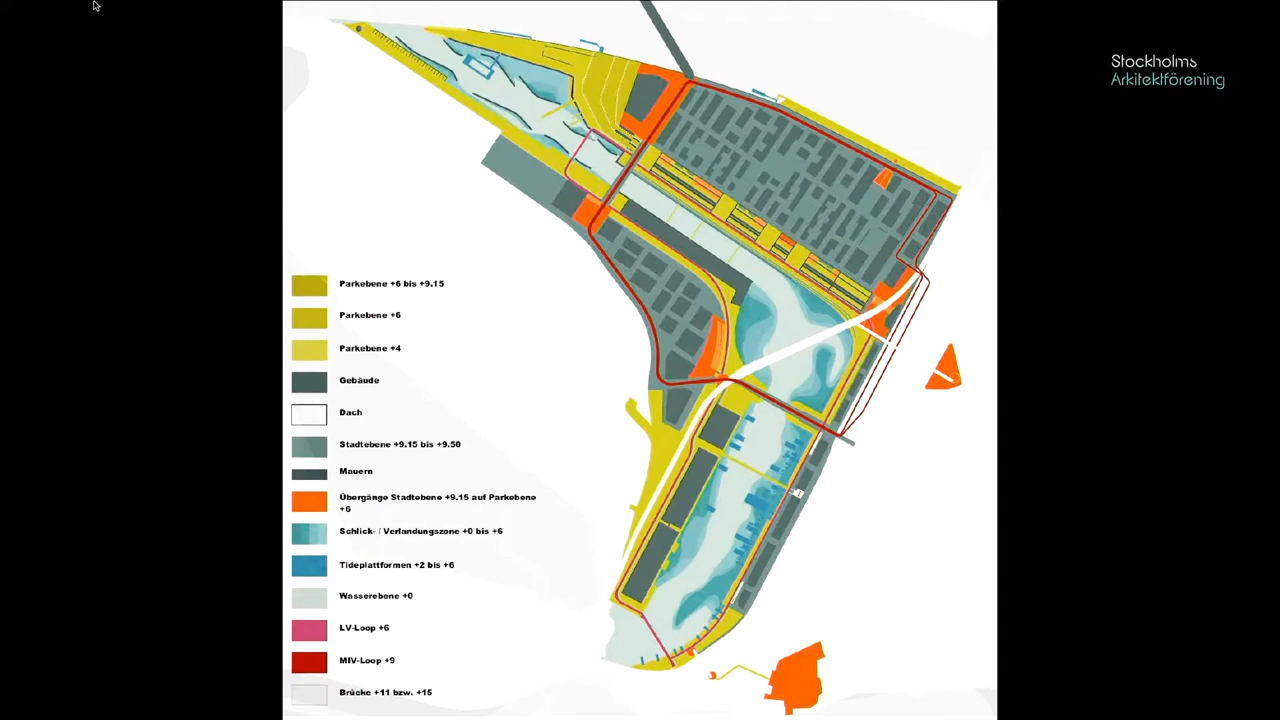 Stockholms
Arkitektförening
Parkebene +6 bis +9.15
Parkebene +6
Parkebene +4
Gebäude
Dach
Stadtebene +9.15 bis +9.50
Mauern
Übergänge Stadtebene +9.15 auf Parkebene
+6
Schlick- / Verlandungszone +0 bis +6
Tideplattformen +2 bis +6
Wasserebene +0
LV-Loop +6
MIV-Loop +9
Brücke +11 bzw. +15